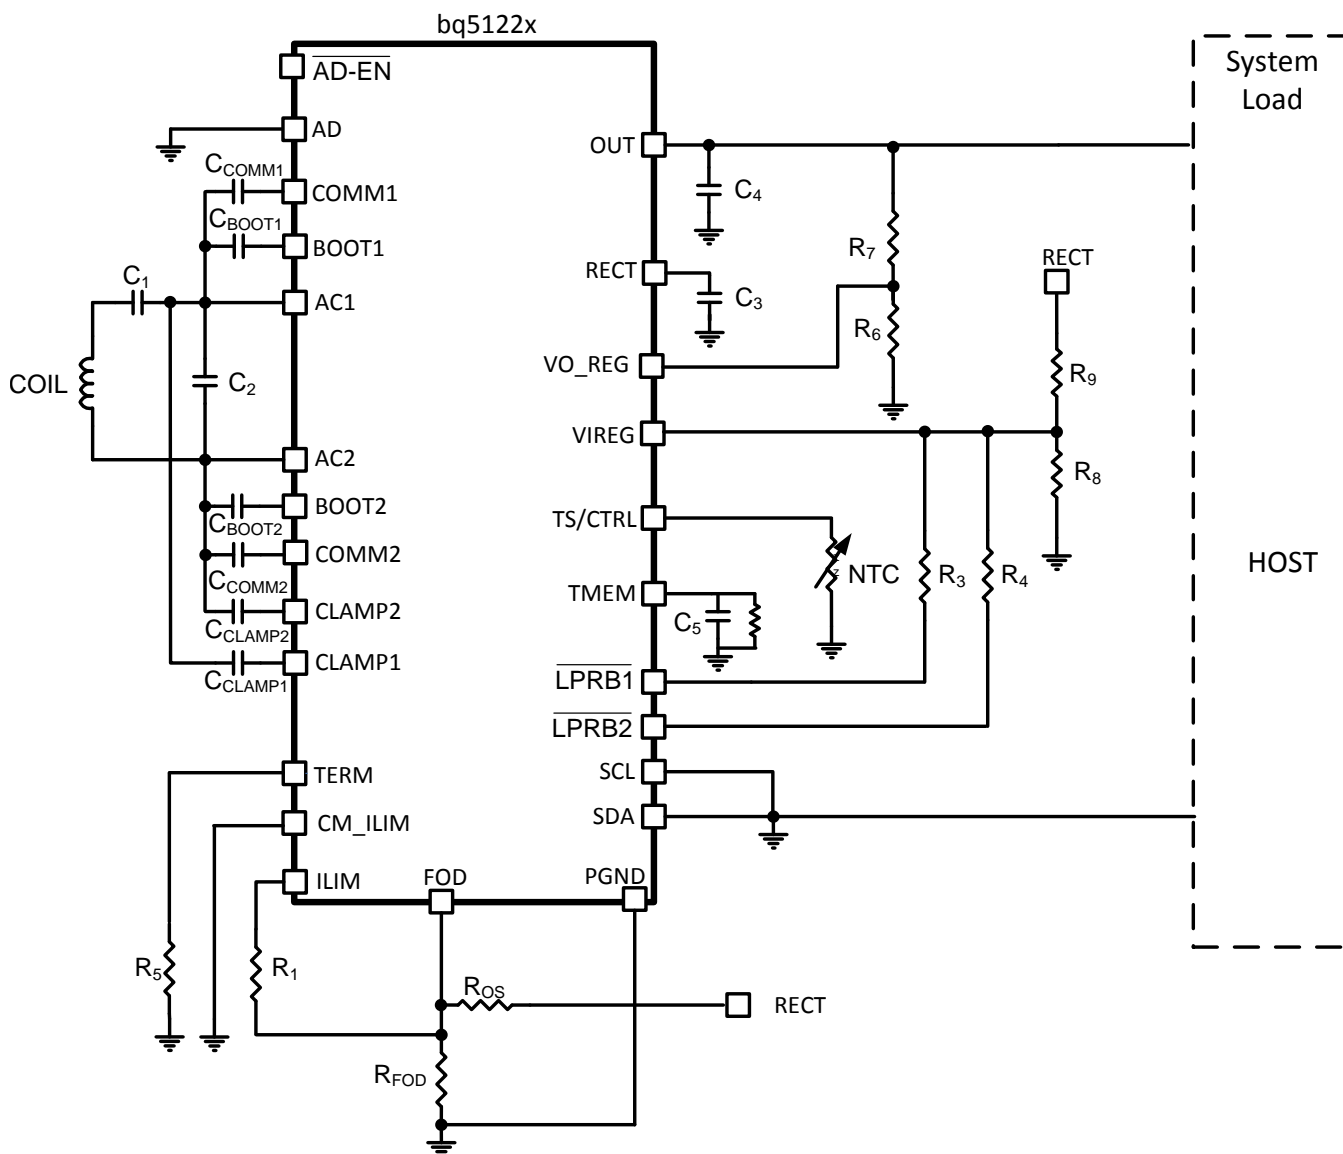 bq5122x
AD-EN
AD
CCOMM1
COMM1
CBOOT1
BOOT1
C1
AC1
COIL
C2
AC2
BOOT2
CBOOT2
COMM2
CCOMM2
CLAMP2
CCLAMP2
CLAMP1
CCLAMP1
TERM
CM_ILIM
ILIM
FOD
PGND
R5
R1
ROS
RECT
RFOD
OUT
C4
R7
RECT
C3
R6
VO_REG
RECT
R9
VIREG
R8
TS/CTRL
NTC
R3
R4
TMEM
C5
LPRB1
LPRB2
SCL
SDA
System
Load
HOST